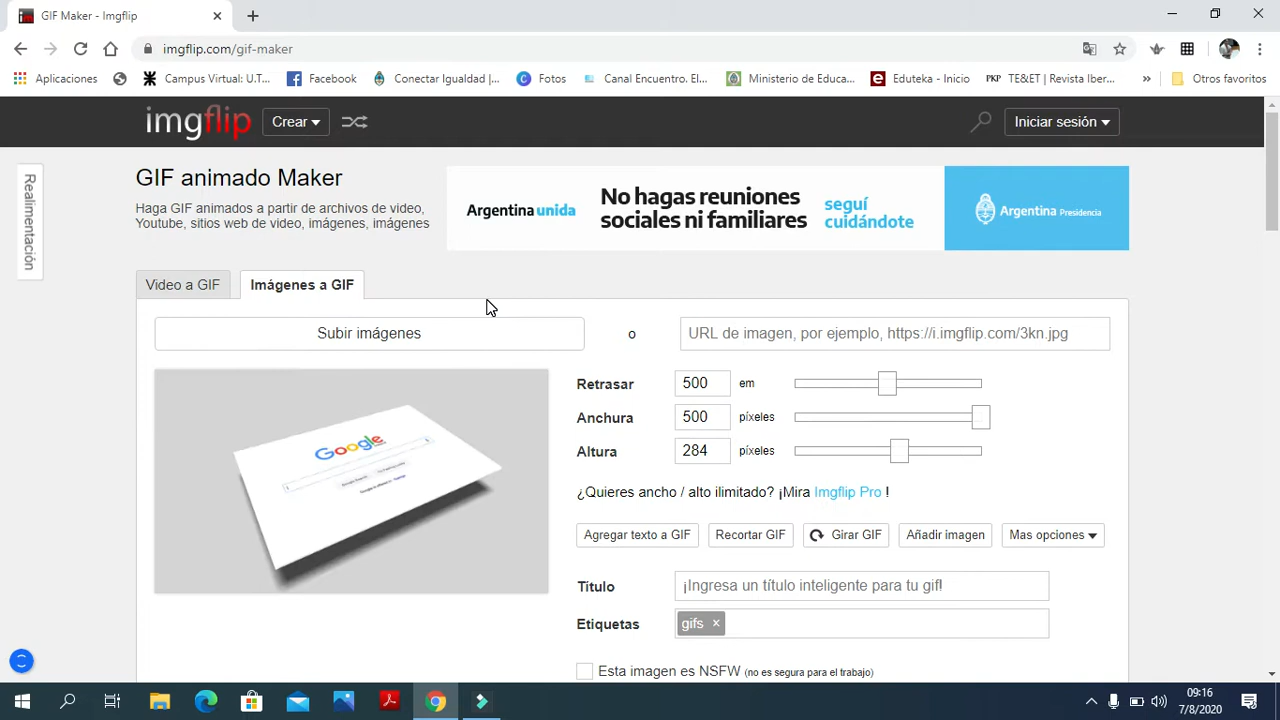 GIF Maker - Imgflip
imgflip.com/gif-maker
Aplicaciones
Campus Virtual: U.T...
Facebook
Conectar Igualdad |...
Fotos
Canal Encuentro. El...
Ministerio de Educa...
Eduteka - Inicio
PKP TE&ET | Revista Iber...
»
Otros favoritos
imgflip
Crear
Iniciar sesión
Realimentación
GIF animado Maker
Haga GIF animados a partir de archivos de video,
Youtube, sitios web de video, imágenes, imágenes
Argentina unida
No hagas reuniones
sociales ni familiares
seguí
cuidándote
Argentina Presidencia
Video a GIF
Imágenes a GIF
Subir imágenes
o
URL de imagen, por ejemplo, https://i.imgflip.com/3kn.jpg
Google
Retrasar 500 em
Anchura 500 píxeles
Altura 284 píxeles
¿Quieres ancho / alto ilimitado? ¡Mira Imgflip Pro !
Agregar texto a GIF
Recortar GIF
Girar GIF
Añadir imagen
Mas opciones
Título
¡Ingresa un título inteligente para tu gif!
Etiquetas
gifs ×
Esta imagen es NSFW (no es segura para el trabajo)
09:16
7/8/2020